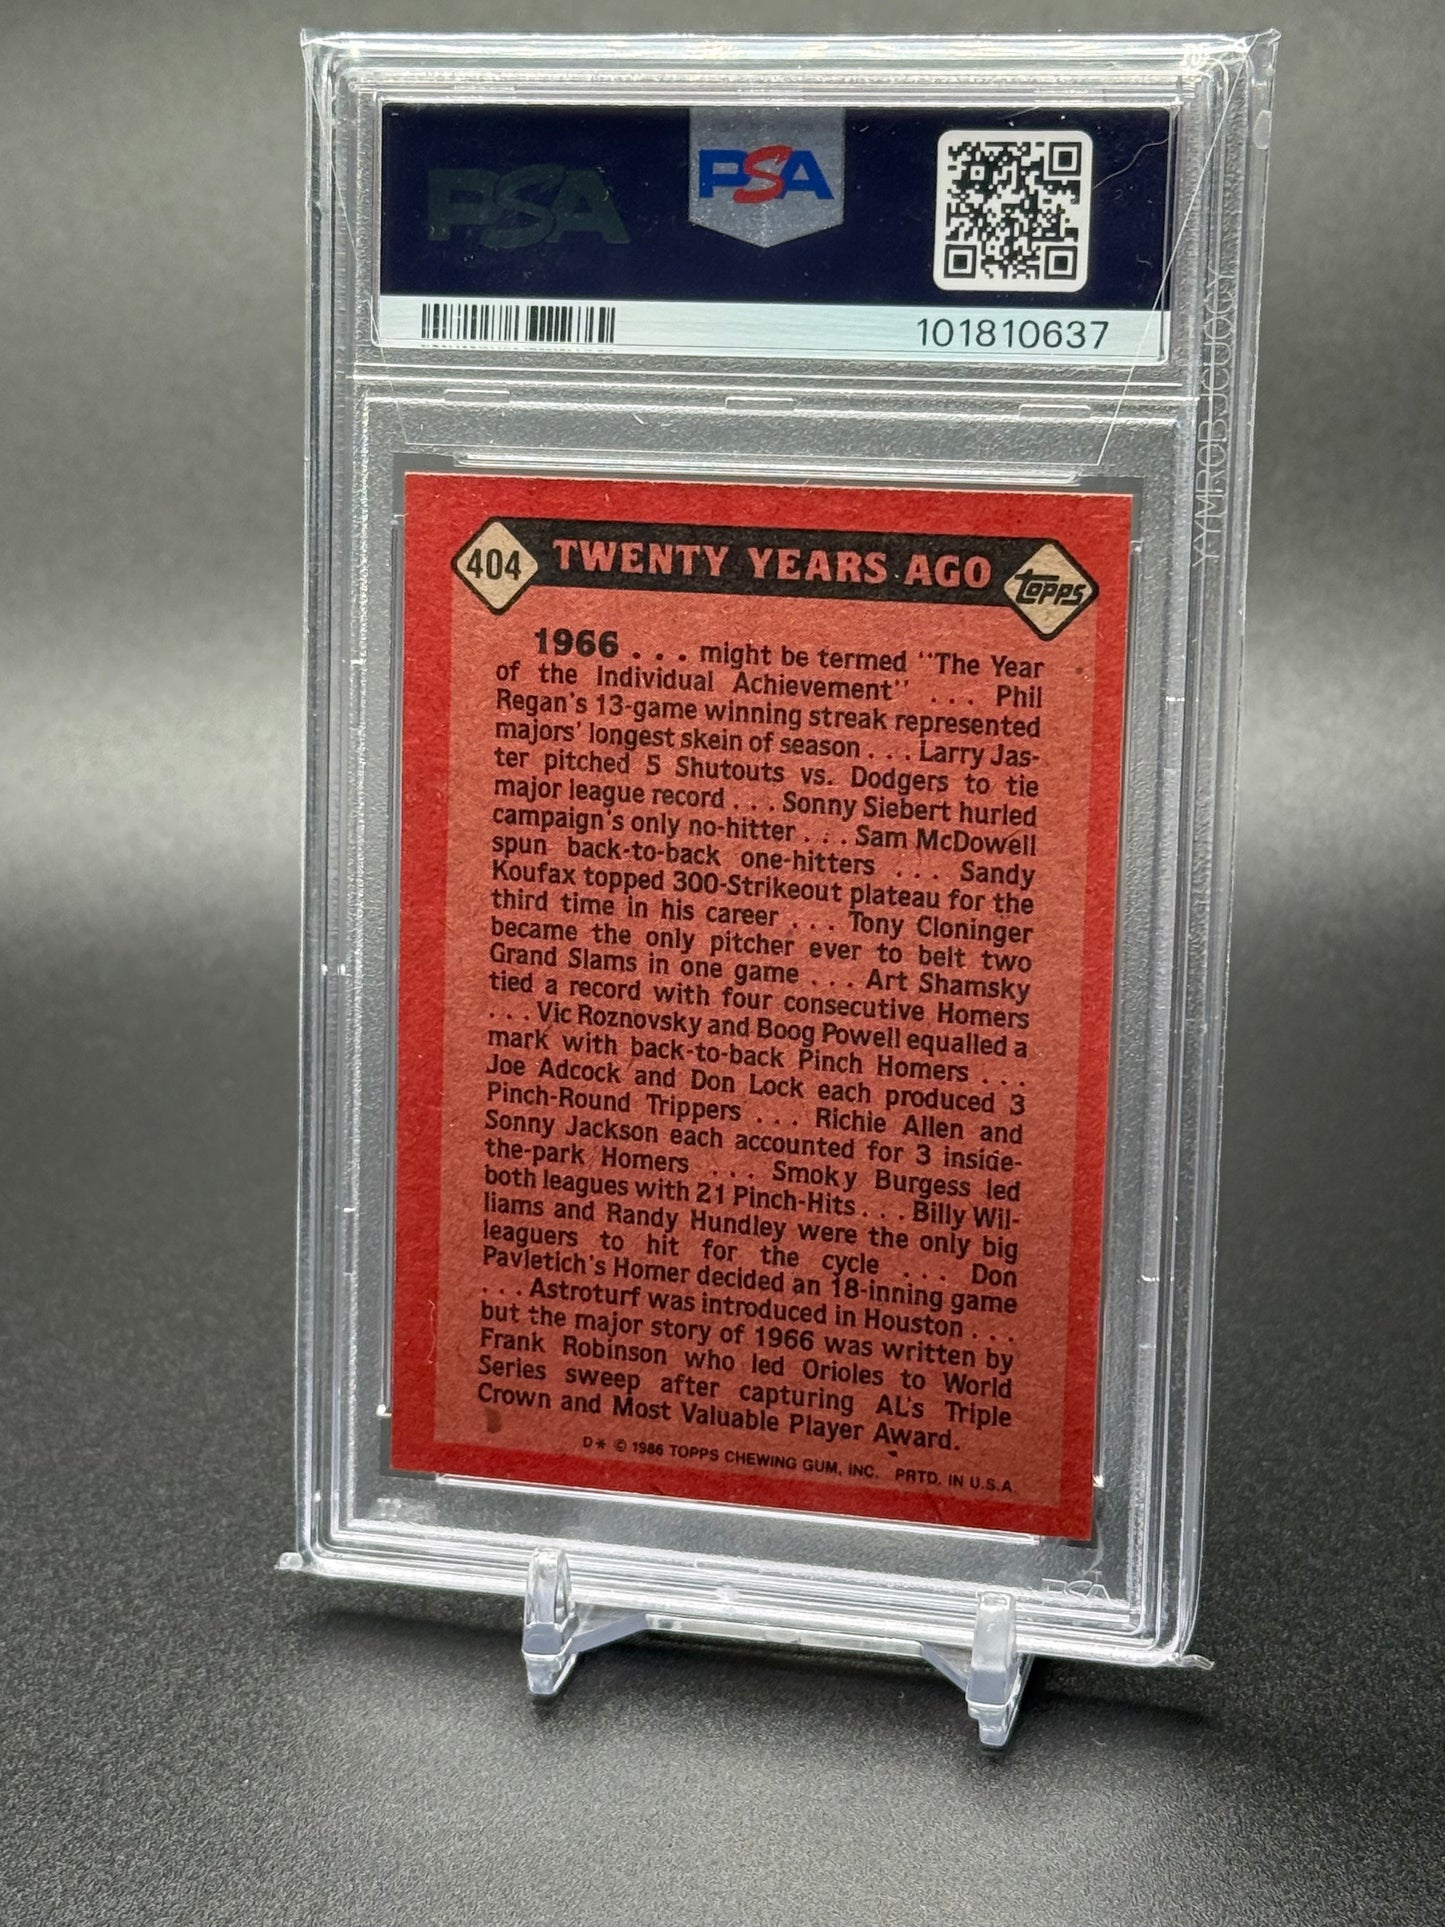 PSA
PSA
101810637
404 TWENTY YEARS AGO topps
1966 . . . might be termed "The Year
of the Individual Achievement" . . . Phil
Regan's 13-game winning streak represented
majors' longest skein of season . . . Larry Jas-
ter pitched 5 Shutouts vs. Dodgers to tie
major league record . . . Sonny Siebert hurled
campaign's only no-hitter . . . Sam McDowell
spun back-to-back one-hitters . . . Sandy
Koufax topped 300-Strikeout plateau for the
third time in his career . . . Tony Cloninger
became the only pitcher ever to belt two
Grand Slams in one game . . . Art Shamsky
tied a record with four consecutive Homers
. . . Vic Roznovsky and Boog Powell equalled a
mark with back-to-back Pinch Homers . . .
Joe Adcock and Don Lock each produced 3
Pinch-Round Trippers . . . Richie Allen and
Sonny Jackson each accounted for 3 inside-
the-park Homers . . . Smoky Burgess led
both leagues with 21 Pinch-Hits . . . Billy Wil-
liams and Randy Hundley were the only big
leaguers to hit for the cycle . . . Don
Pavletich's Homer decided an 18-inning game
. . . Astroturf was introduced in Houston . . .
but the major story of 1966 was written by
Frank Robinson who led Orioles to World
Series sweep after capturing AL's Triple
Crown and Most Valuable Player Award.
D* © 1986 TOPPS CHEWING GUM, INC. PRTD. IN U.S.A.
PSA